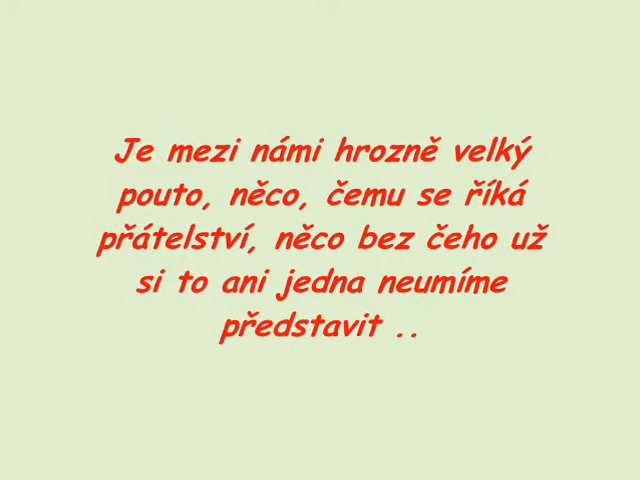 Je mezi námi hrozně velký
pouto, něco, čemu se říká
přátelství, něco bez čeho už
si to ani jedna neumíme
představit ..